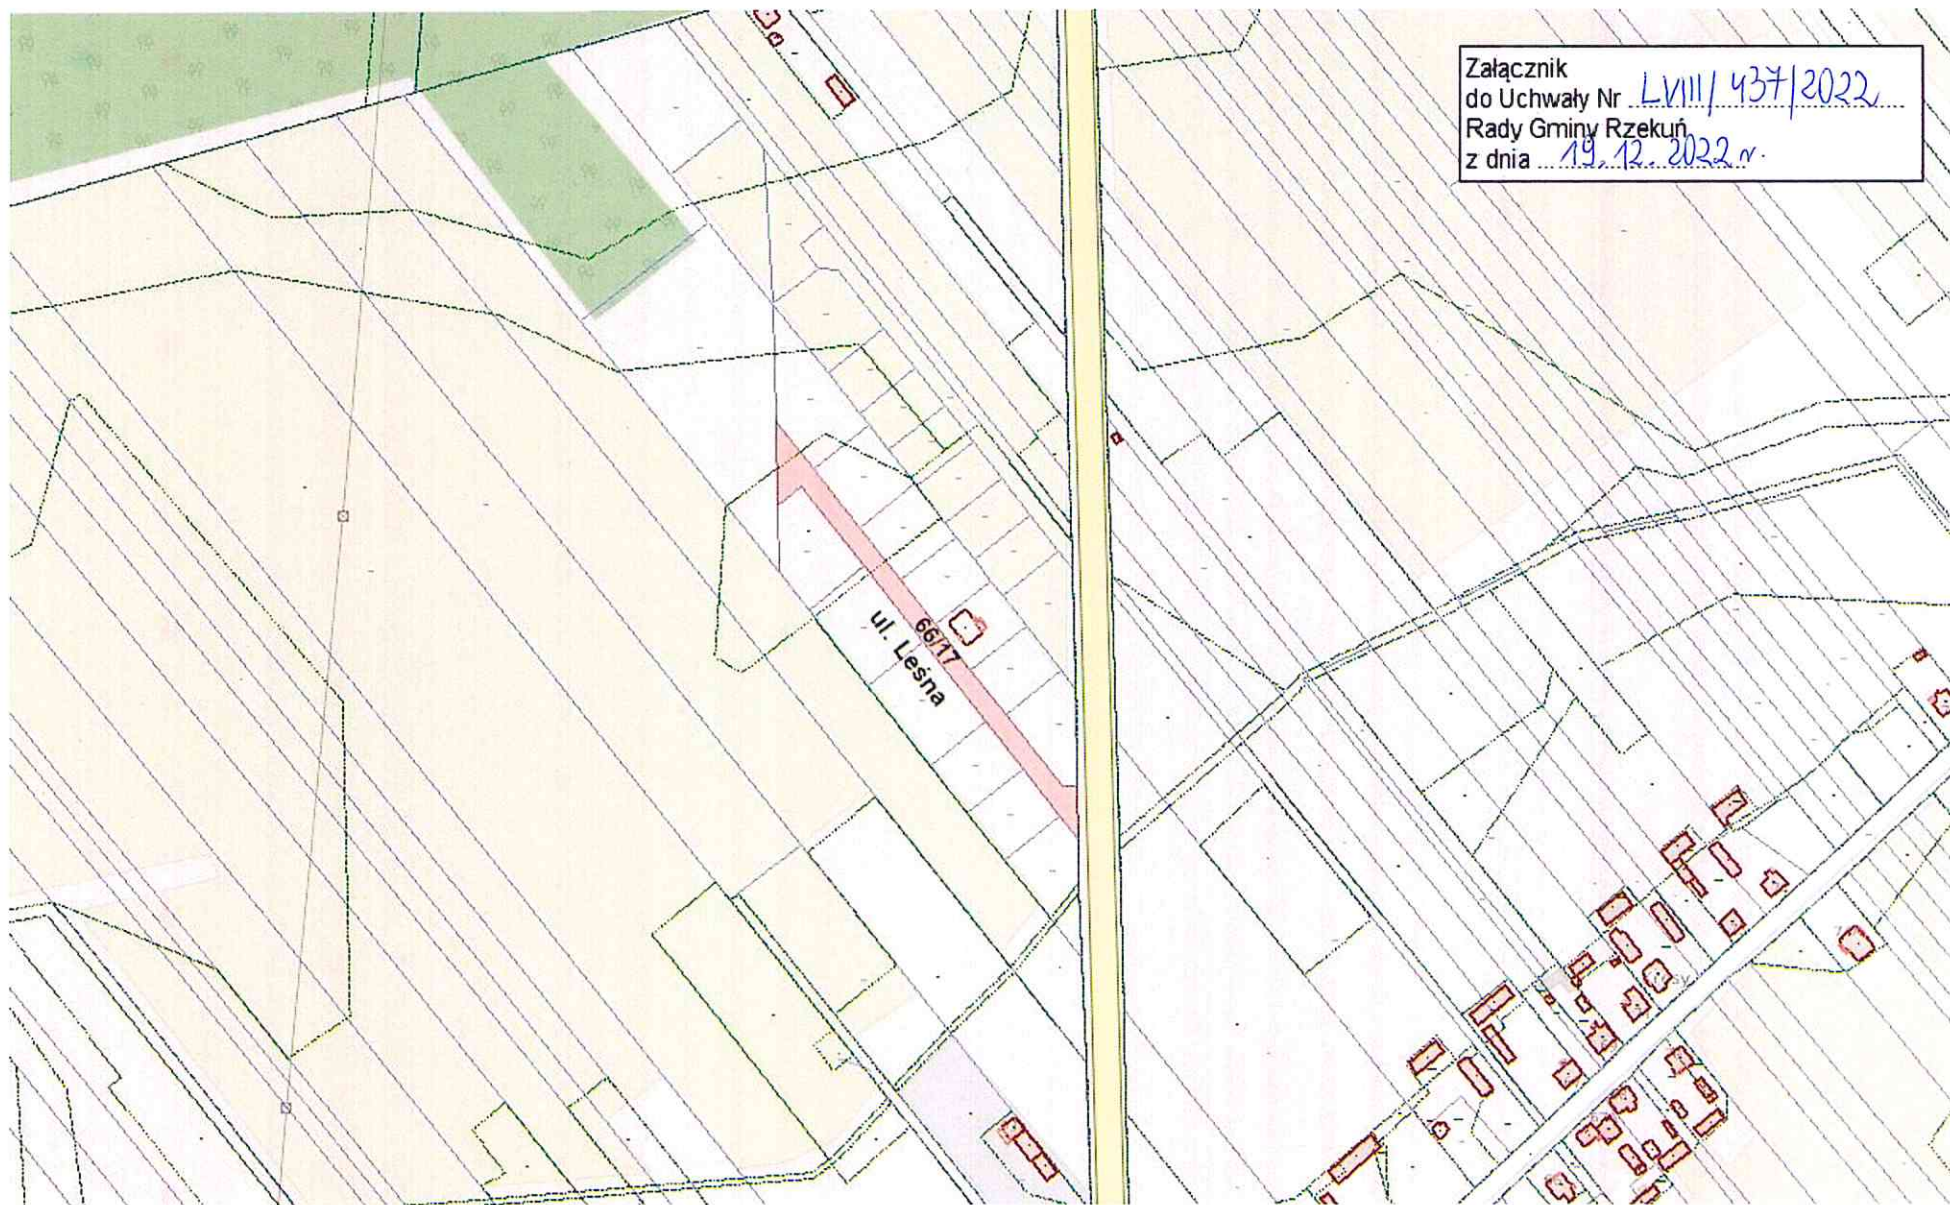 Załącznik
do Uchwały Nr LVIII/437/2022
Rady Gminy Rzekuń
z dnia 19.12.2022 r.
66/17
ul. Leśna